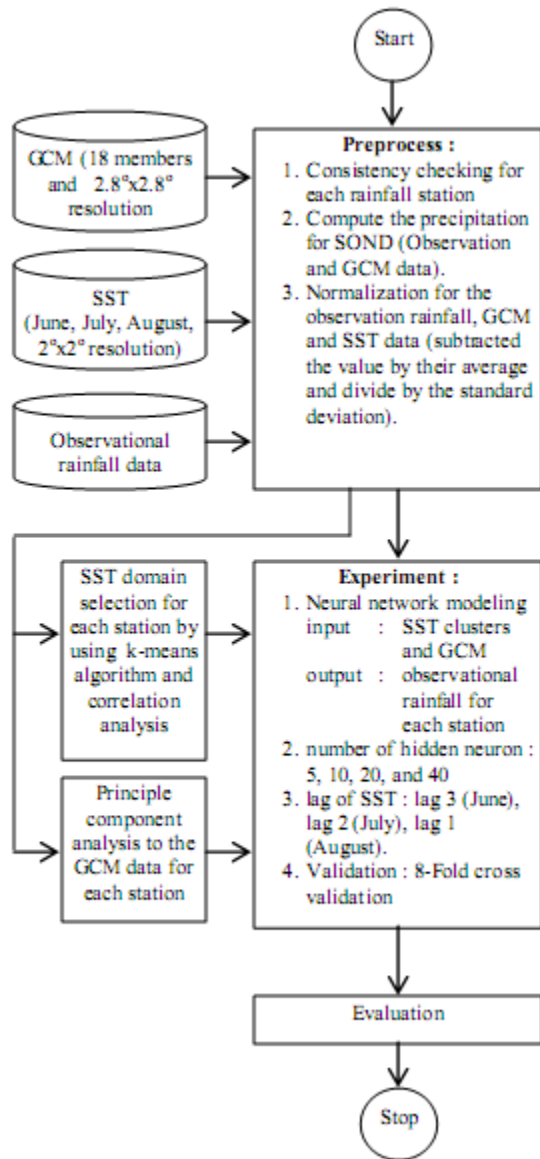 Start
GCM (18 members
and 2.8°x2.8°
resolution
SST
(June, July, August,
2°x2° resolution)
Observational
rainfall data
Preprocess :
1. Consistency checking for
each rainfall station
2. Compute the precipitation
for SOND (Observation
and GCM data).
3. Normalization for the
observation rainfall, GCM
and SST data (subtracted
the value by their average
and divide by the standard
deviation).
SST domain
selection for
each station by
using k-means
algorithm and
correlation
analysis
Principle
component
analysis to the
GCM data for
each station
Experiment :
1. Neural network modeling
input : SST clusters
and GCM
output : observational
rainfall for
each station
2. number of hidden neuron :
5, 10, 20, and 40
3. lag of SST : lag 3 (June),
lag 2 (July), lag 1
(August).
4. Validation : 8-Fold cross
validation
Evaluation
Stop